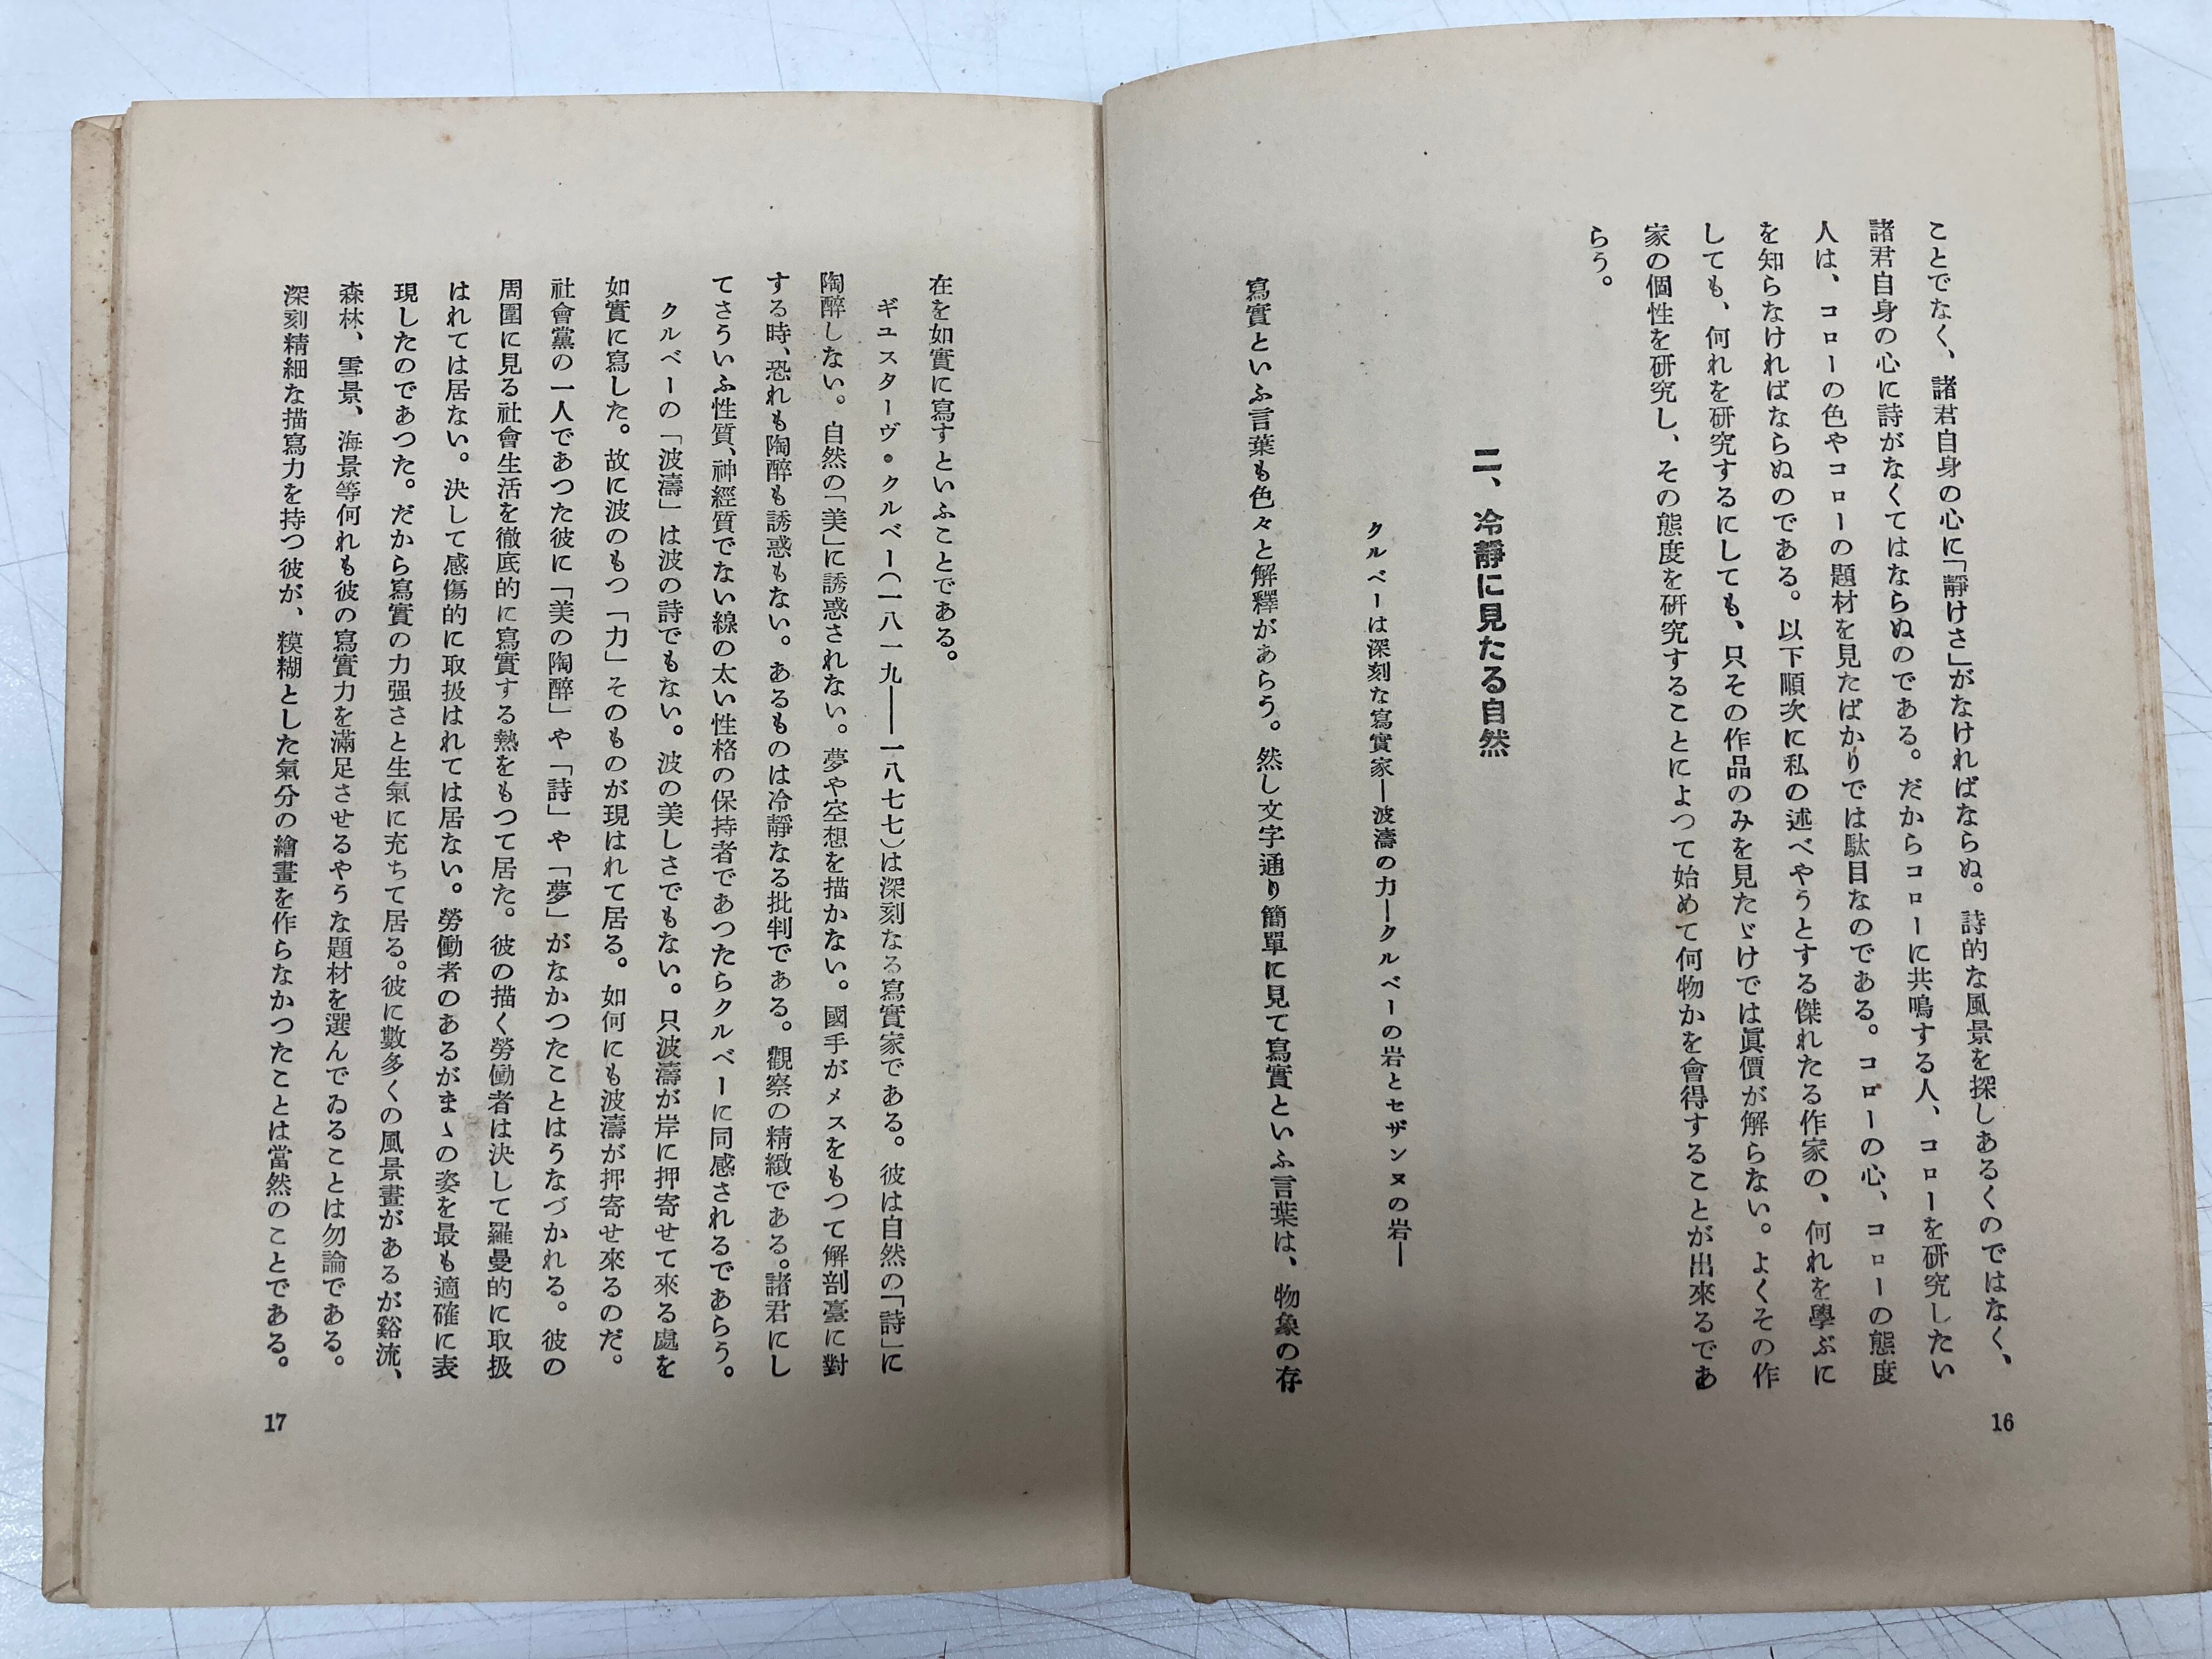 ことでなく、諸君自身の心に「靜けさ」がなければならぬ。詩的な風景を探しあるくのではなく、
諸君自身の心に詩がなくてはならぬのである。だからコローに共鳴する人、コローを研究したい
人は、コローの色やコローの題材を見たばかりでは駄目なのである。コローの心、コローの態度
を知らなければならぬのである。以下順次に私の述べやうとする傑れたる作家の、何れを學ぶに
しても、何れを研究するにしても、只その作品のみを見たゞけでは眞價が解らない。よくその作
家の個性を研究し、その態度を研究することによつて始めて何物かを會得することが出來るであ
らう。
二、冷靜に見たる自然
クルベーは深刻な寫實家―波濤の力―クルベーの岩とセザンヌの岩―
寫實といふ言葉も色々と解釋があらう。然し文字通り簡單に見て寫實といふ言葉は、物象の存
16
在を如實に寫すといふことである。
ギユスターヴ・クルベー(一八一九――一八七七)は深刻なる寫實家である。彼は自然の「詩」に
陶醉しない。自然の「美」に誘惑されない。夢や空想を描かない。國手がメスをもつて解剖臺に對
する時、恐れも陶醉も誘惑もない。あるものは冷靜なる批判である。觀察の精緻である。諸君にし
てさういふ性質、神經質でない線の太い性格の保持者であつたらクルベーに同感されるであらう。
クルベーの「波濤」は波の詩でもない。波の美しさでもない。只波濤が岸に押寄せて來る處を
如實に寫した。故に波のもつ「力」そのものが現はれて居る。如何にも波濤が押寄せ來るのだ。
社會黨の一人であつた彼に「美の陶醉」や「詩」や「夢」がなかつたことはうなづかれる。彼の
周圍に見る社會生活を徹底的に寫實する熱をもつて居た。彼の描く勞働者は決して羅曼的に取扱
はれては居ない。決して感傷的に取扱はれては居ない。勞働者のあるがまゝの姿を最も適確に表
現したのであつた。だから寫實の力强さと生氣に充ちて居る。彼に數多くの風景畫があるが谿流、
森林、雪景、海景等何れも彼の寫實力を滿足させるやうな題材を選んでゐることは勿論である。
深刻精細な描寫力を持つ彼が、糢糊とした氣分の繪畫を作らなかつたことは當然のことである。
17